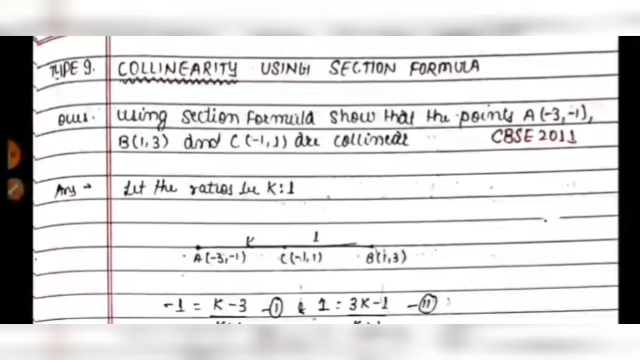 TYPE 9. COLLINEARITY USING SECTION FORMULA
Ques. Using section formula show that the points A(-3,-1),
B(1,3) and C(-1,1) are collinear CBSE 2011
Ans → Let the ratios be K:1
K 1
A(-3,-1) C(-1,1) B(1,3)
-1 = K-3 -① & 1 = 3K-1 -②